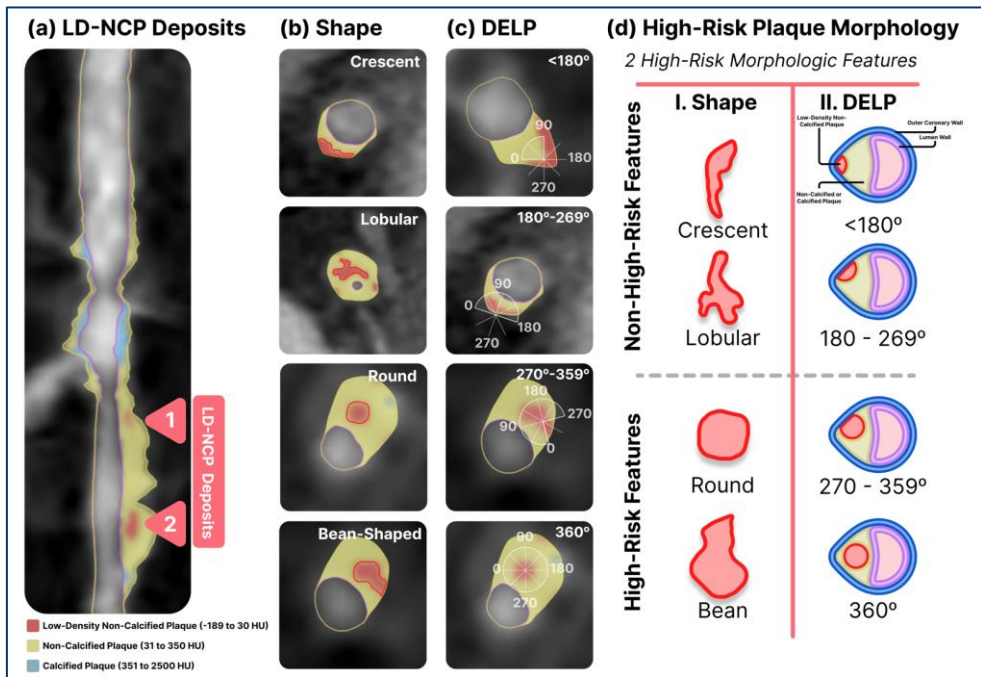 (a) LD-NCP Deposits
1
2
LD-NCP Deposits
Low-Density Non-Calcified Plaque (-189 to 30 HU)
Non-Calcified Plaque (31 to 350 HU)
Calcified Plaque (351 to 2500 HU)
(b) Shape
Crescent
Lobular
Round
Bean-Shaped
(c) DELP
<180º
90
0
180
270
180º-269º
90
0
180
270
270º-359º
180
270
90
0
360º
90
0
180
270
(d) High-Risk Plaque Morphology
2 High-Risk Morphologic Features
I. Shape
II. DELP
Non-High-Risk Features
Low-Density Non-
Calcified Plaque
Outer Coronary Wall
Lumen Wall
Non-Calcified or
Calcified Plaque
Crescent
<180º
Lobular
180 - 269º
High-Risk Features
Round
270 - 359º
Bean
360º